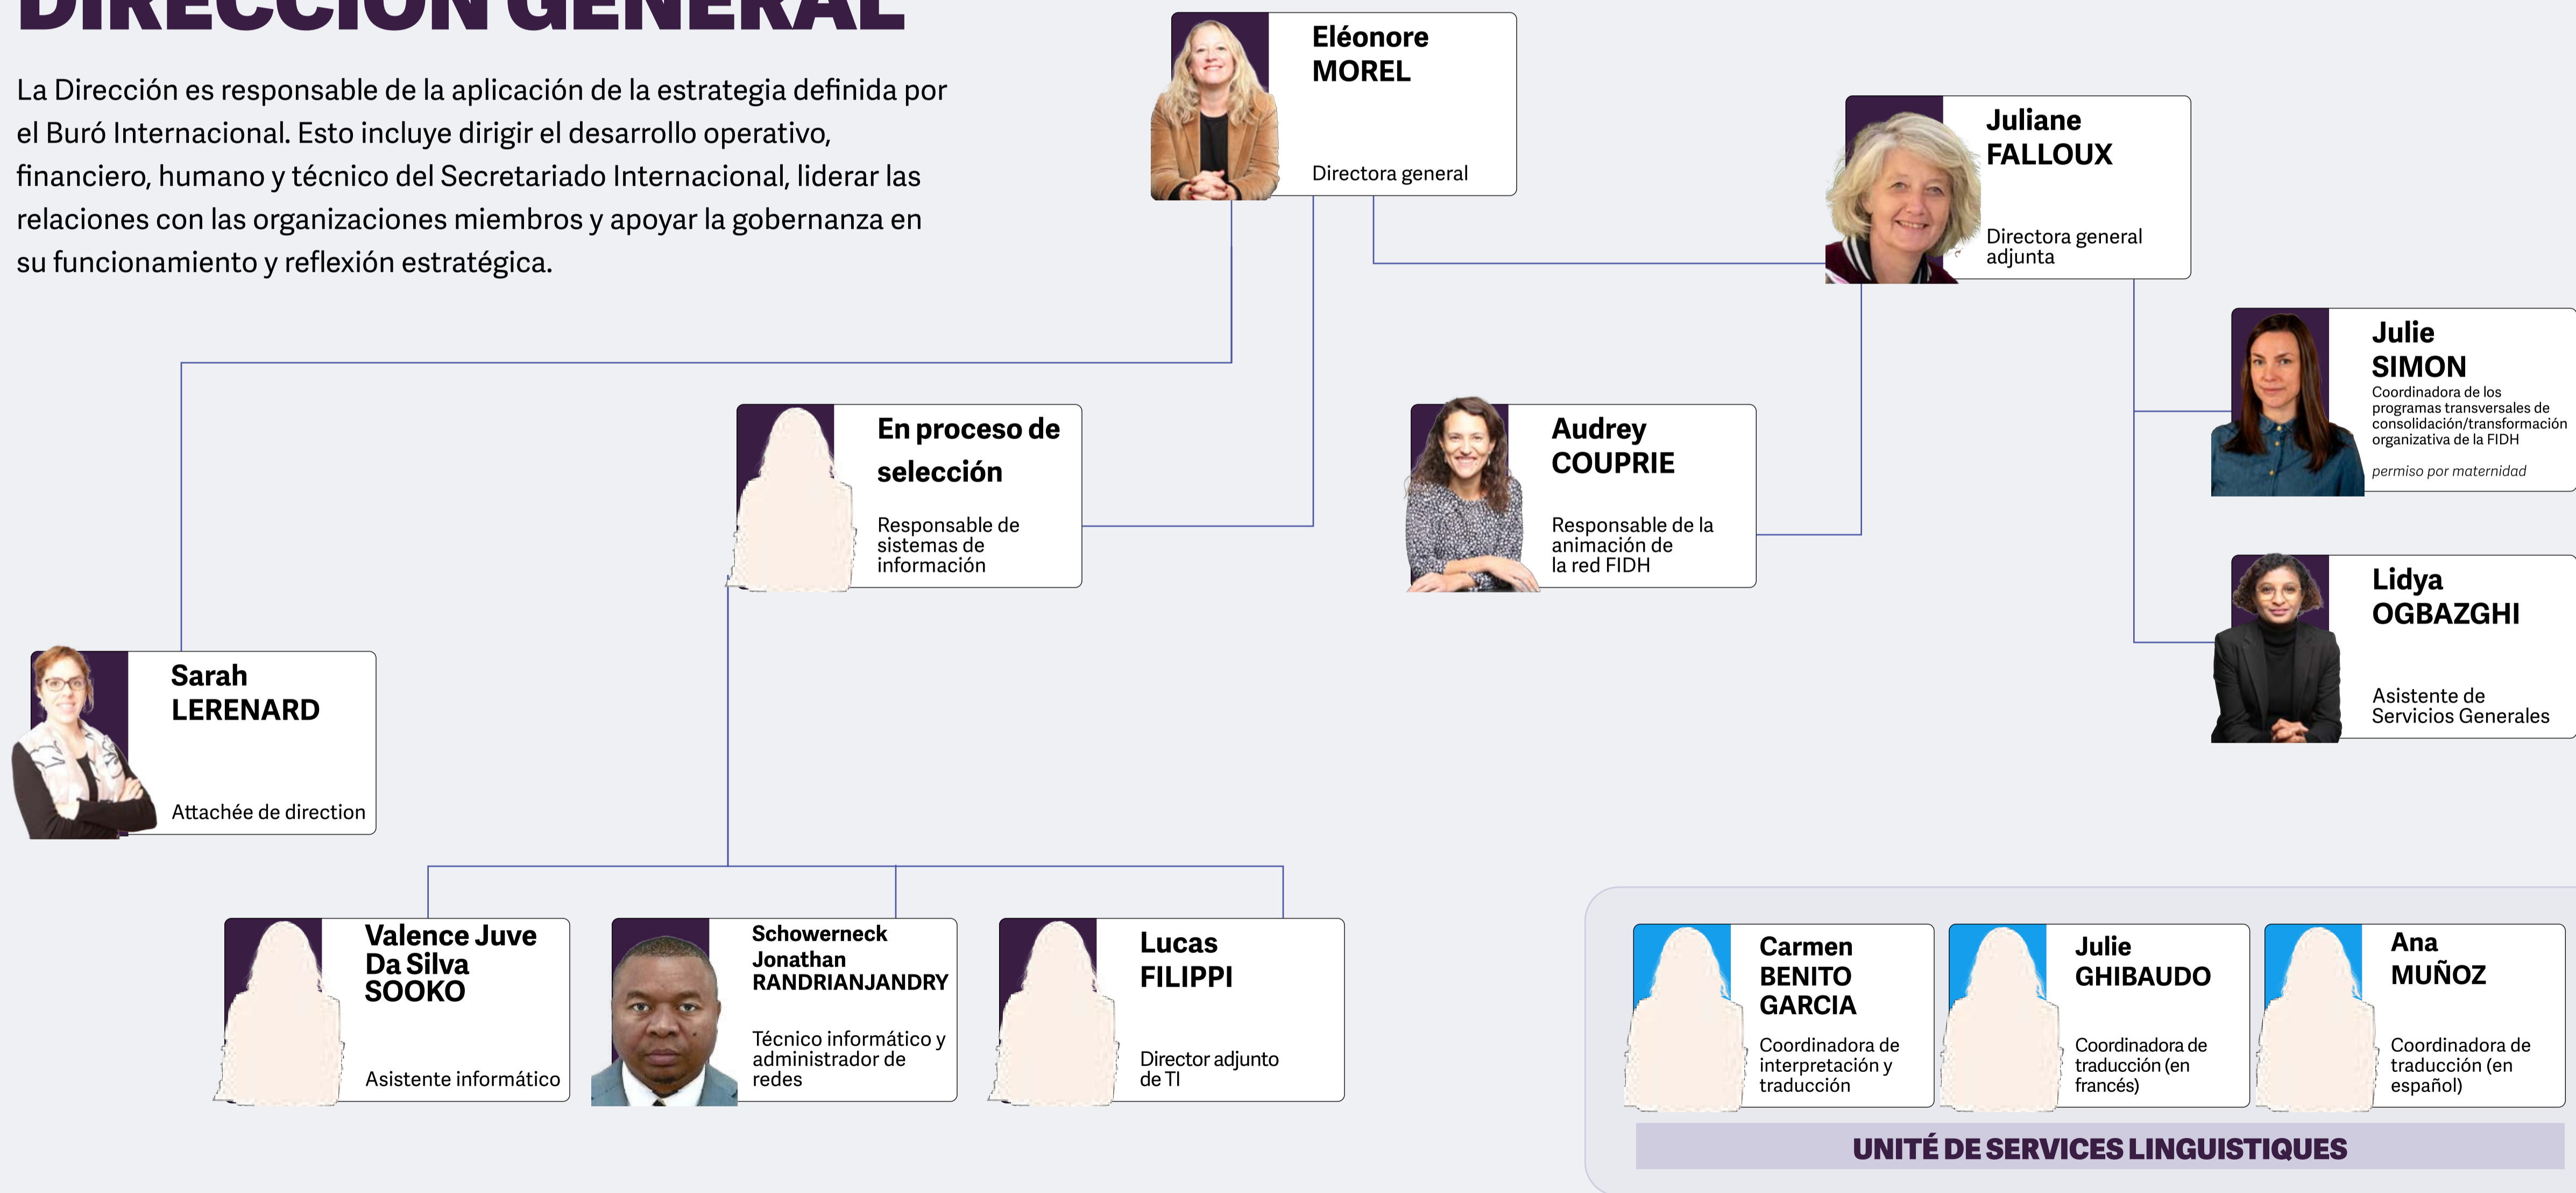 DIRECCIÓN GENERAL
La Dirección es responsable de la aplicación de la estrategia definida por
el Buró Internacional. Esto incluye dirigir el desarrollo operativo,
financiero, humano y técnico del Secretariado Internacional, liderar las
relaciones con las organizaciones miembros y apoyar la gobernanza en
su funcionamiento y reflexión estratégica.
Eléonore
MOREL
Directora general
Juliane
FALLOUX
Directora general
adjunta
Julie
SIMON
Coordinadora de los
programas transversales de
consolidación/transformación
organizativa de la FIDH
permiso por maternidad
En proceso de
selección
Responsable de
sistemas de
información
Audrey
COUPRIE
Responsable de la
animación de
la red FIDH
Lidya
OGBAZGHI
Asistente de
Servicios Generales
Sarah
LERENARD
Attachée de direction
Valence Juve
Da Silva
SOOKO
Asistente informático
Schowerneck
Jonathan
RANDRIANJANDRY
Técnico informático y
administrador de
redes
Lucas
FILIPPI
Director adjunto
de TI
Carmen
BENITO
GARCIA
Coordinadora de
interpretación y
traducción
Julie
GHIBAUDO
Coordinadora de
traducción (en
francés)
Ana
MUÑOZ
Coordinadora de
traducción (en
español)
UNITÉ DE SERVICES LINGUISTIQUES